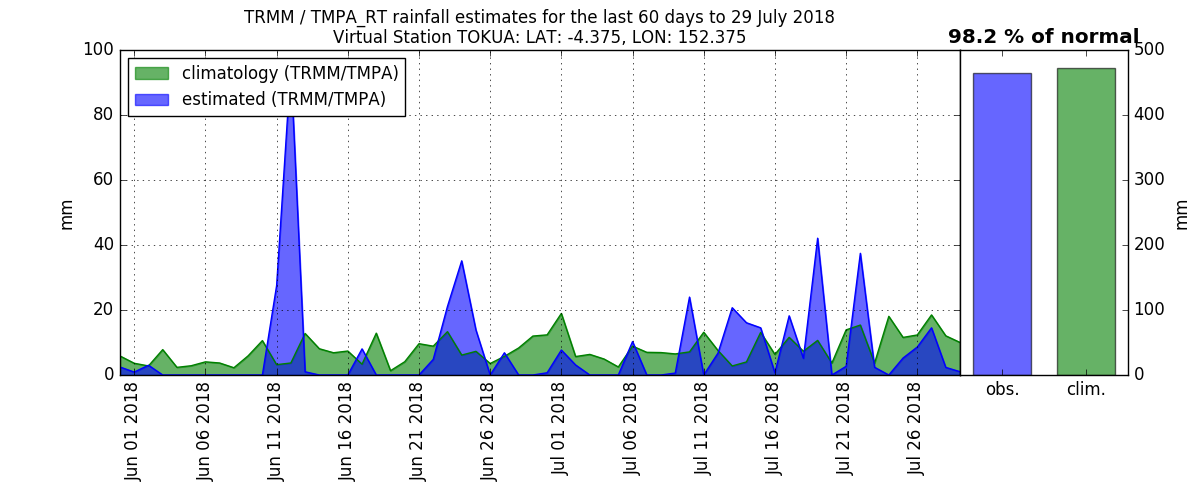 TRMM / TMPA_RT rainfall estimates for the last 60 days to 29 July 2018
Virtual Station TOKUA: LAT: -4.375, LON: 152.375
98.2 % of normal
climatology (TRMM/TMPA)
estimated (TRMM/TMPA)
100
80
60
40
20
0
mm
500
400
300
200
100
0
mm
Jun 01 2018
Jun 06 2018
Jun 11 2018
Jun 16 2018
Jun 21 2018
Jun 26 2018
Jul 01 2018
Jul 06 2018
Jul 11 2018
Jul 16 2018
Jul 21 2018
Jul 26 2018
obs.
clim.